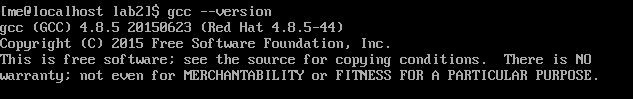 [me@localhost lab2]$ gcc --version
gcc (GCC) 4.8.5 20150623 (Red Hat 4.8.5-44)
Copyright (C) 2015 Free Software Foundation, Inc.
This is free software; see the source for copying conditions.  There is NO
warranty; not even for MERCHANTABILITY or FITNESS FOR A PARTICULAR PURPOSE.